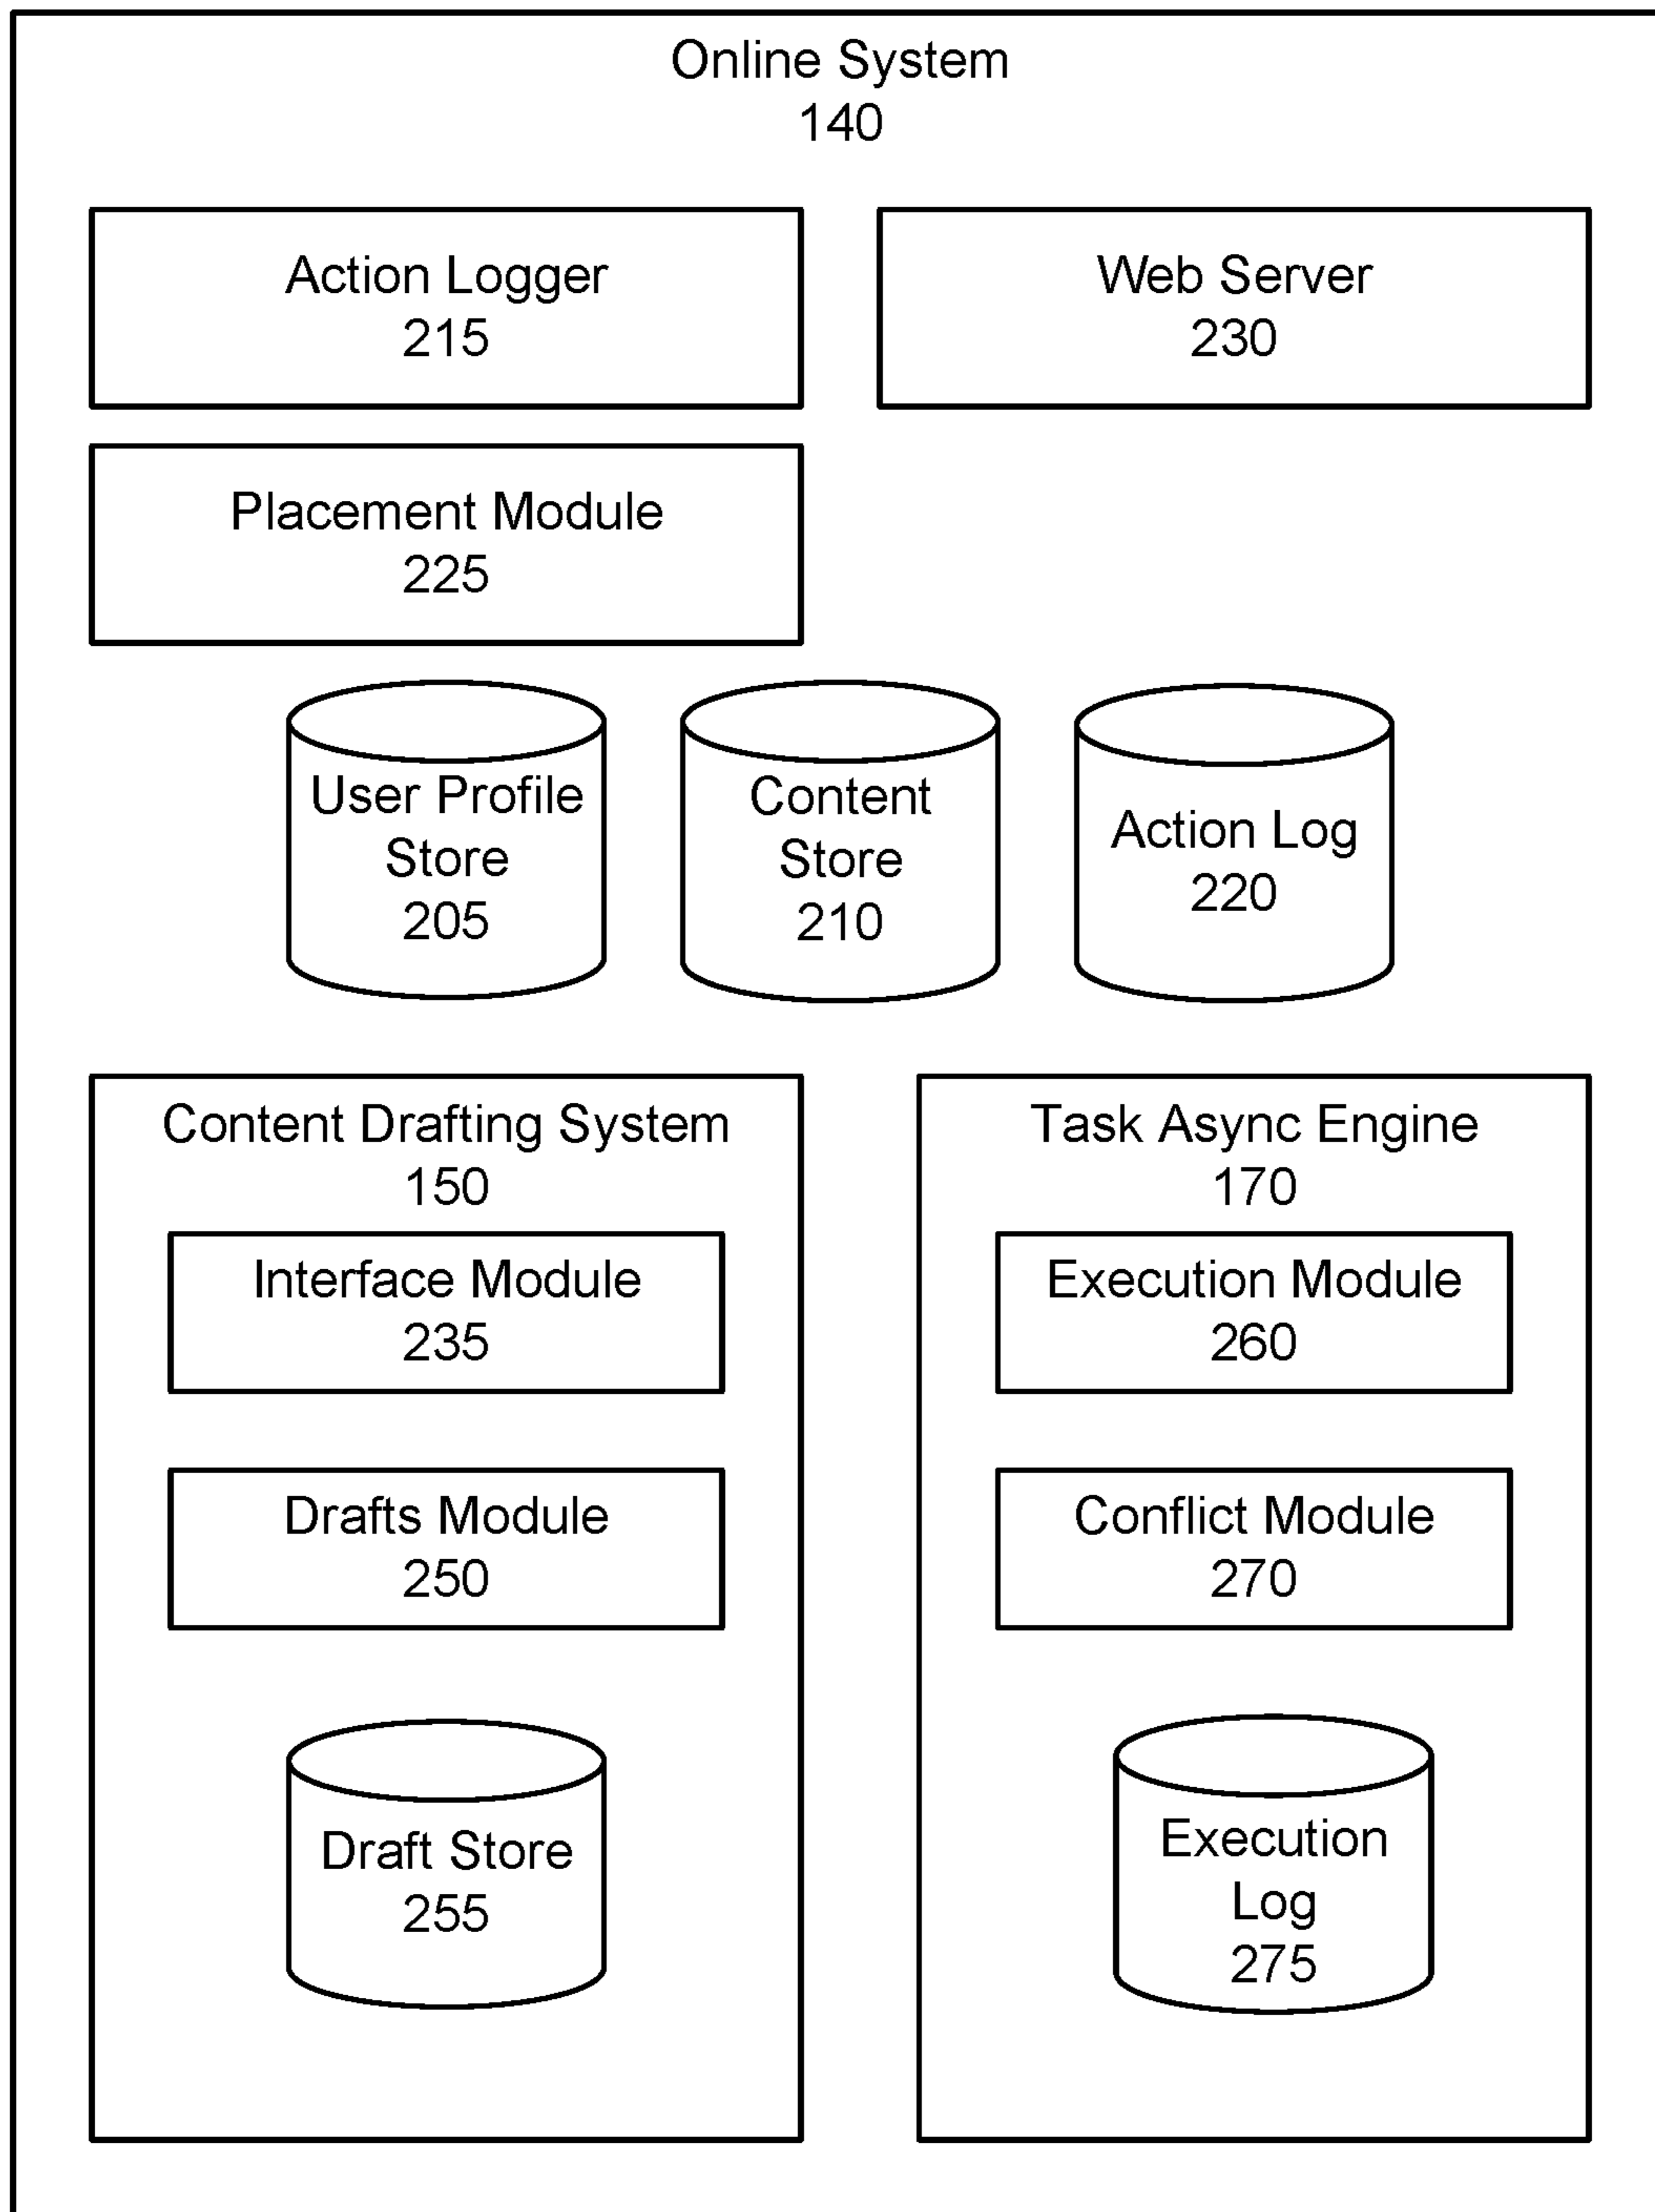 Online System
140
Action Logger
215
Web Server
230
Placement Module
225
User Profile
Store
205
Content
Store
210
Action Log
220
Content Drafting System
150
Interface Module
235
Drafts Module
250
Draft Store
255
Task Async Engine
170
Execution Module
260
Conflict Module
270
Execution
Log
275